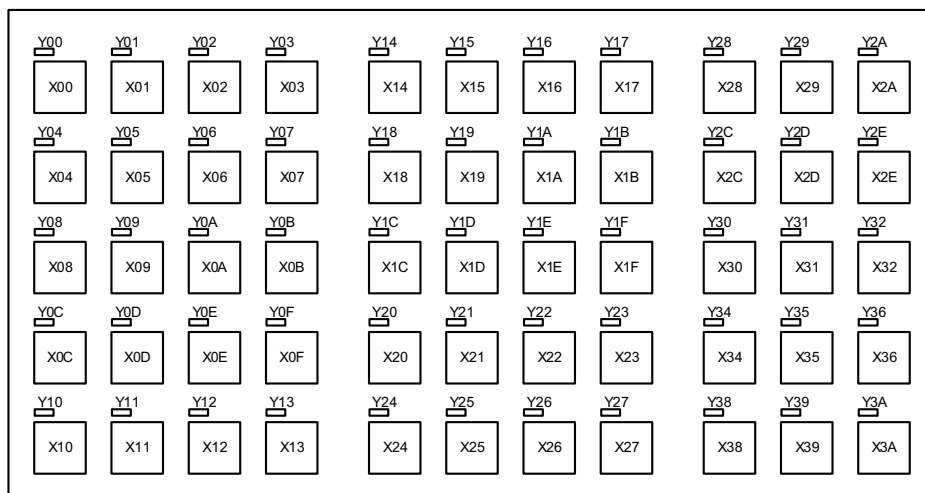 Y00 Y01 Y02 Y03 Y14 Y15 Y16 Y17 Y28 Y29 Y2A
X00 X01 X02 X03 X14 X15 X16 X17 X28 X29 X2A
Y04 Y05 Y06 Y07 Y18 Y19 Y1A Y1B Y2C Y2D Y2E
X04 X05 X06 X07 X18 X19 X1A X1B X2C X2D X2E
Y08 Y09 Y0A Y0B Y1C Y1D Y1E Y1F Y30 Y31 Y32
X08 X09 X0A X0B X1C X1D X1E X1F X30 X31 X32
Y0C Y0D Y0E Y0F Y20 Y21 Y22 Y23 Y34 Y35 Y36
X0C X0D X0E X0F X20 X21 X22 X23 X34 X35 X36
Y10 Y11 Y12 Y13 Y24 Y25 Y26 Y27 Y38 Y39 Y3A
X10 X11 X12 X13 X24 X25 X26 X27 X38 X39 X3A